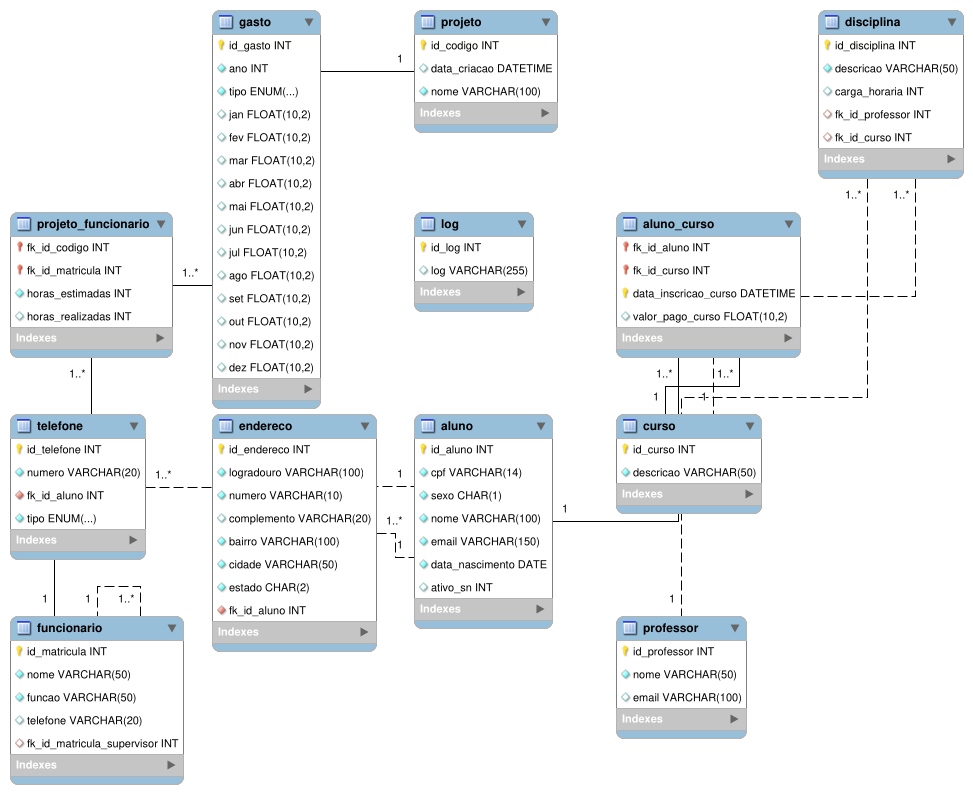 gasto
id_gasto INT
ano INT
tipo ENUM(...)
jan FLOAT(10,2)
fev FLOAT(10,2)
mar FLOAT(10,2)
abr FLOAT(10,2)
mai FLOAT(10,2)
jun FLOAT(10,2)
jul FLOAT(10,2)
ago FLOAT(10,2)
set FLOAT(10,2)
out FLOAT(10,2)
nov FLOAT(10,2)
dez FLOAT(10,2)
Indexes
1
projeto
id_codigo INT
data_criacao DATETIME
nome VARCHAR(100)
Indexes
disciplina
id_disciplina INT
descricao VARCHAR(50)
carga_horaria INT
fk_id_professor INT
fk_id_curso INT
Indexes
1..*
1..*
projeto_funcionario
fk_id_codigo INT
fk_id_matricula INT
horas_estimadas INT
horas_realizadas INT
Indexes
1..*
1..*
log
id_log INT
log VARCHAR(255)
Indexes
aluno_curso
fk_id_aluno INT
fk_id_curso INT
data_inscricao_curso DATETIME
valor_pago_curso FLOAT(10,2)
Indexes
1..*
1..*
1
1
telefone
id_telefone INT
numero VARCHAR(20)
fk_id_aluno INT
tipo ENUM(...)
Indexes
1..*
endereco
id_endereco INT
logradouro VARCHAR(100)
numero VARCHAR(10)
complemento VARCHAR(20)
bairro VARCHAR(100)
cidade VARCHAR(50)
estado CHAR(2)
fk_id_aluno INT
Indexes
1
1..*
1
aluno
id_aluno INT
cpf VARCHAR(14)
sexo CHAR(1)
nome VARCHAR(100)
email VARCHAR(150)
data_nascimento DATE
ativo_sn INT
Indexes
1
curso
id_curso INT
descricao VARCHAR(50)
Indexes
1
1
1..*
funcionario
id_matricula INT
nome VARCHAR(50)
funcao VARCHAR(50)
telefone VARCHAR(20)
fk_id_matricula_supervisor INT
Indexes
1
professor
id_professor INT
nome VARCHAR(50)
email VARCHAR(100)
Indexes